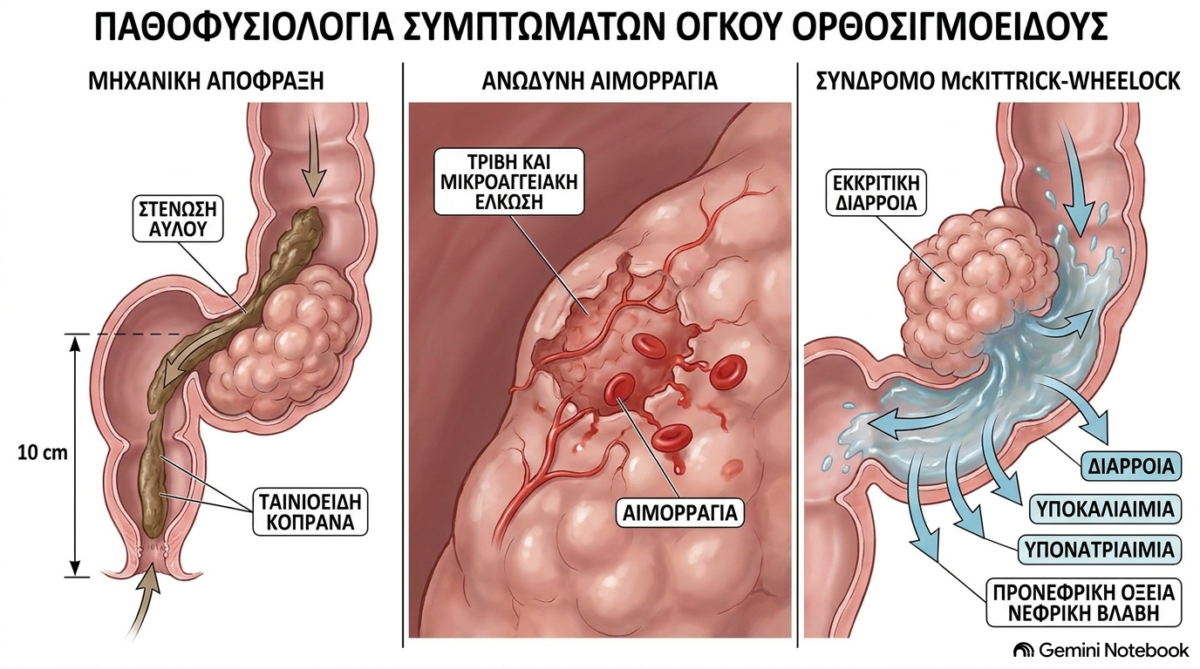 ΠΑΘΟΦΥΣΙΟΛΟΓΙΑ ΣΥΜΠΤΩΜΑΤΩΝ ΟΓΚΟΥ ΟΡΘΟΣΙΓΜΟΕΙΔΟΥΣ
ΜΗΧΑΝΙΚΗ ΑΠΟΦΡΑΞΗ
ΣΤΕΝΩΣΗ
ΑΥΛΟΥ
10 cm
ΤΑΙΝΙΟΕΙΔΗ
ΚΟΠΡΑΝΑ
ΑΝΩΔΥΝΗ ΑΙΜΟΡΡΑΓΙΑ
ΤΡΙΒΗ ΚΑΙ
ΜΙΚΡΟΑΓΓΕΙΑΚΗ
ΕΛΚΩΣΗ
ΑΙΜΟΡΡΑΓΙΑ
ΣΥΝΔΡΟΜΟ McKITTRICK-WHEELOCK
ΕΚΚΡΙΤΙΚΗ
ΔΙΑΡΡΟΙΑ
ΔΙΑΡΡΟΙΑ
ΥΠΟΚΑΛΙΑΙΜΙΑ
ΥΠΟΝΑΤΡΙΑΙΜΙΑ
ΠΡΟΝΕΦΡΙΚΗ ΟΞΕΙΑ
ΝΕΦΡΙΚΗ ΒΛΑΒΗ
Gemini Notebook